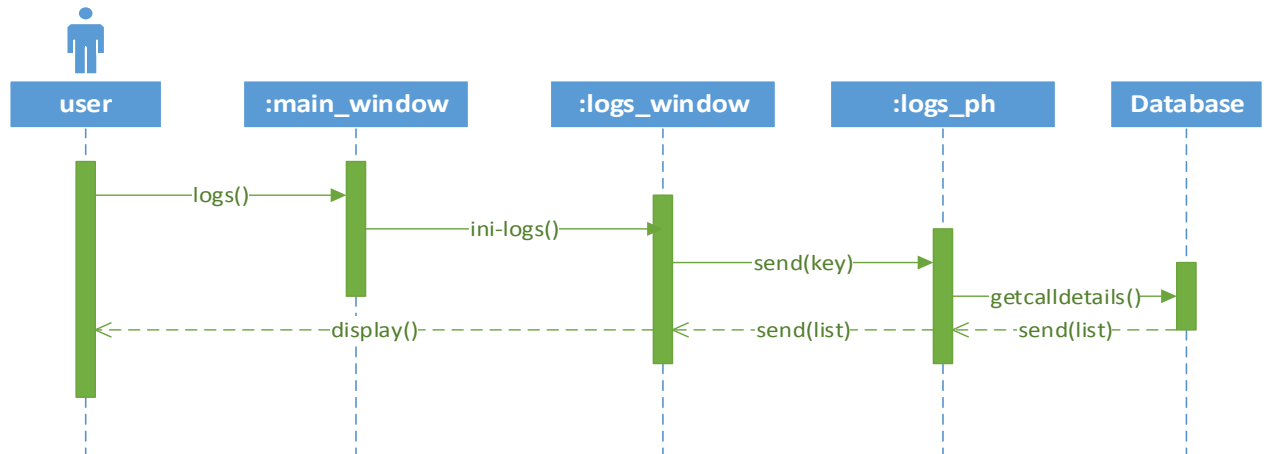 user
:main_window
:logs_window
:logs_ph
Database
logs()
ini-logs()
send(key)
getcalldetails()
display()
send(list)
send(list)